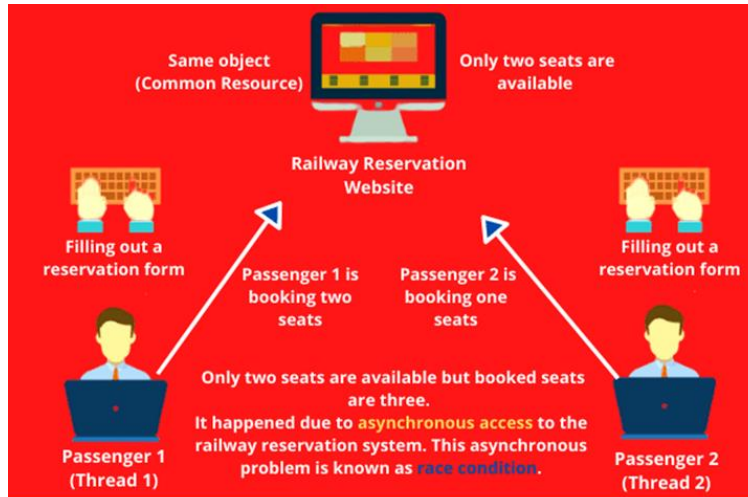 Same object
(Common Resource)
Only two seats are
available
Railway Reservation
Website
Filling out a
reservation form
Filling out a
reservation form
Passenger 1 is
booking two
seats
Passenger 2 is
booking one
seats
Only two seats are available but booked seats
are three.
It happened due to asynchronous access to the
railway reservation system. This asynchronous
problem is known as race condition.
Passenger 1
(Thread 1)
Passenger 2
(Thread 2)